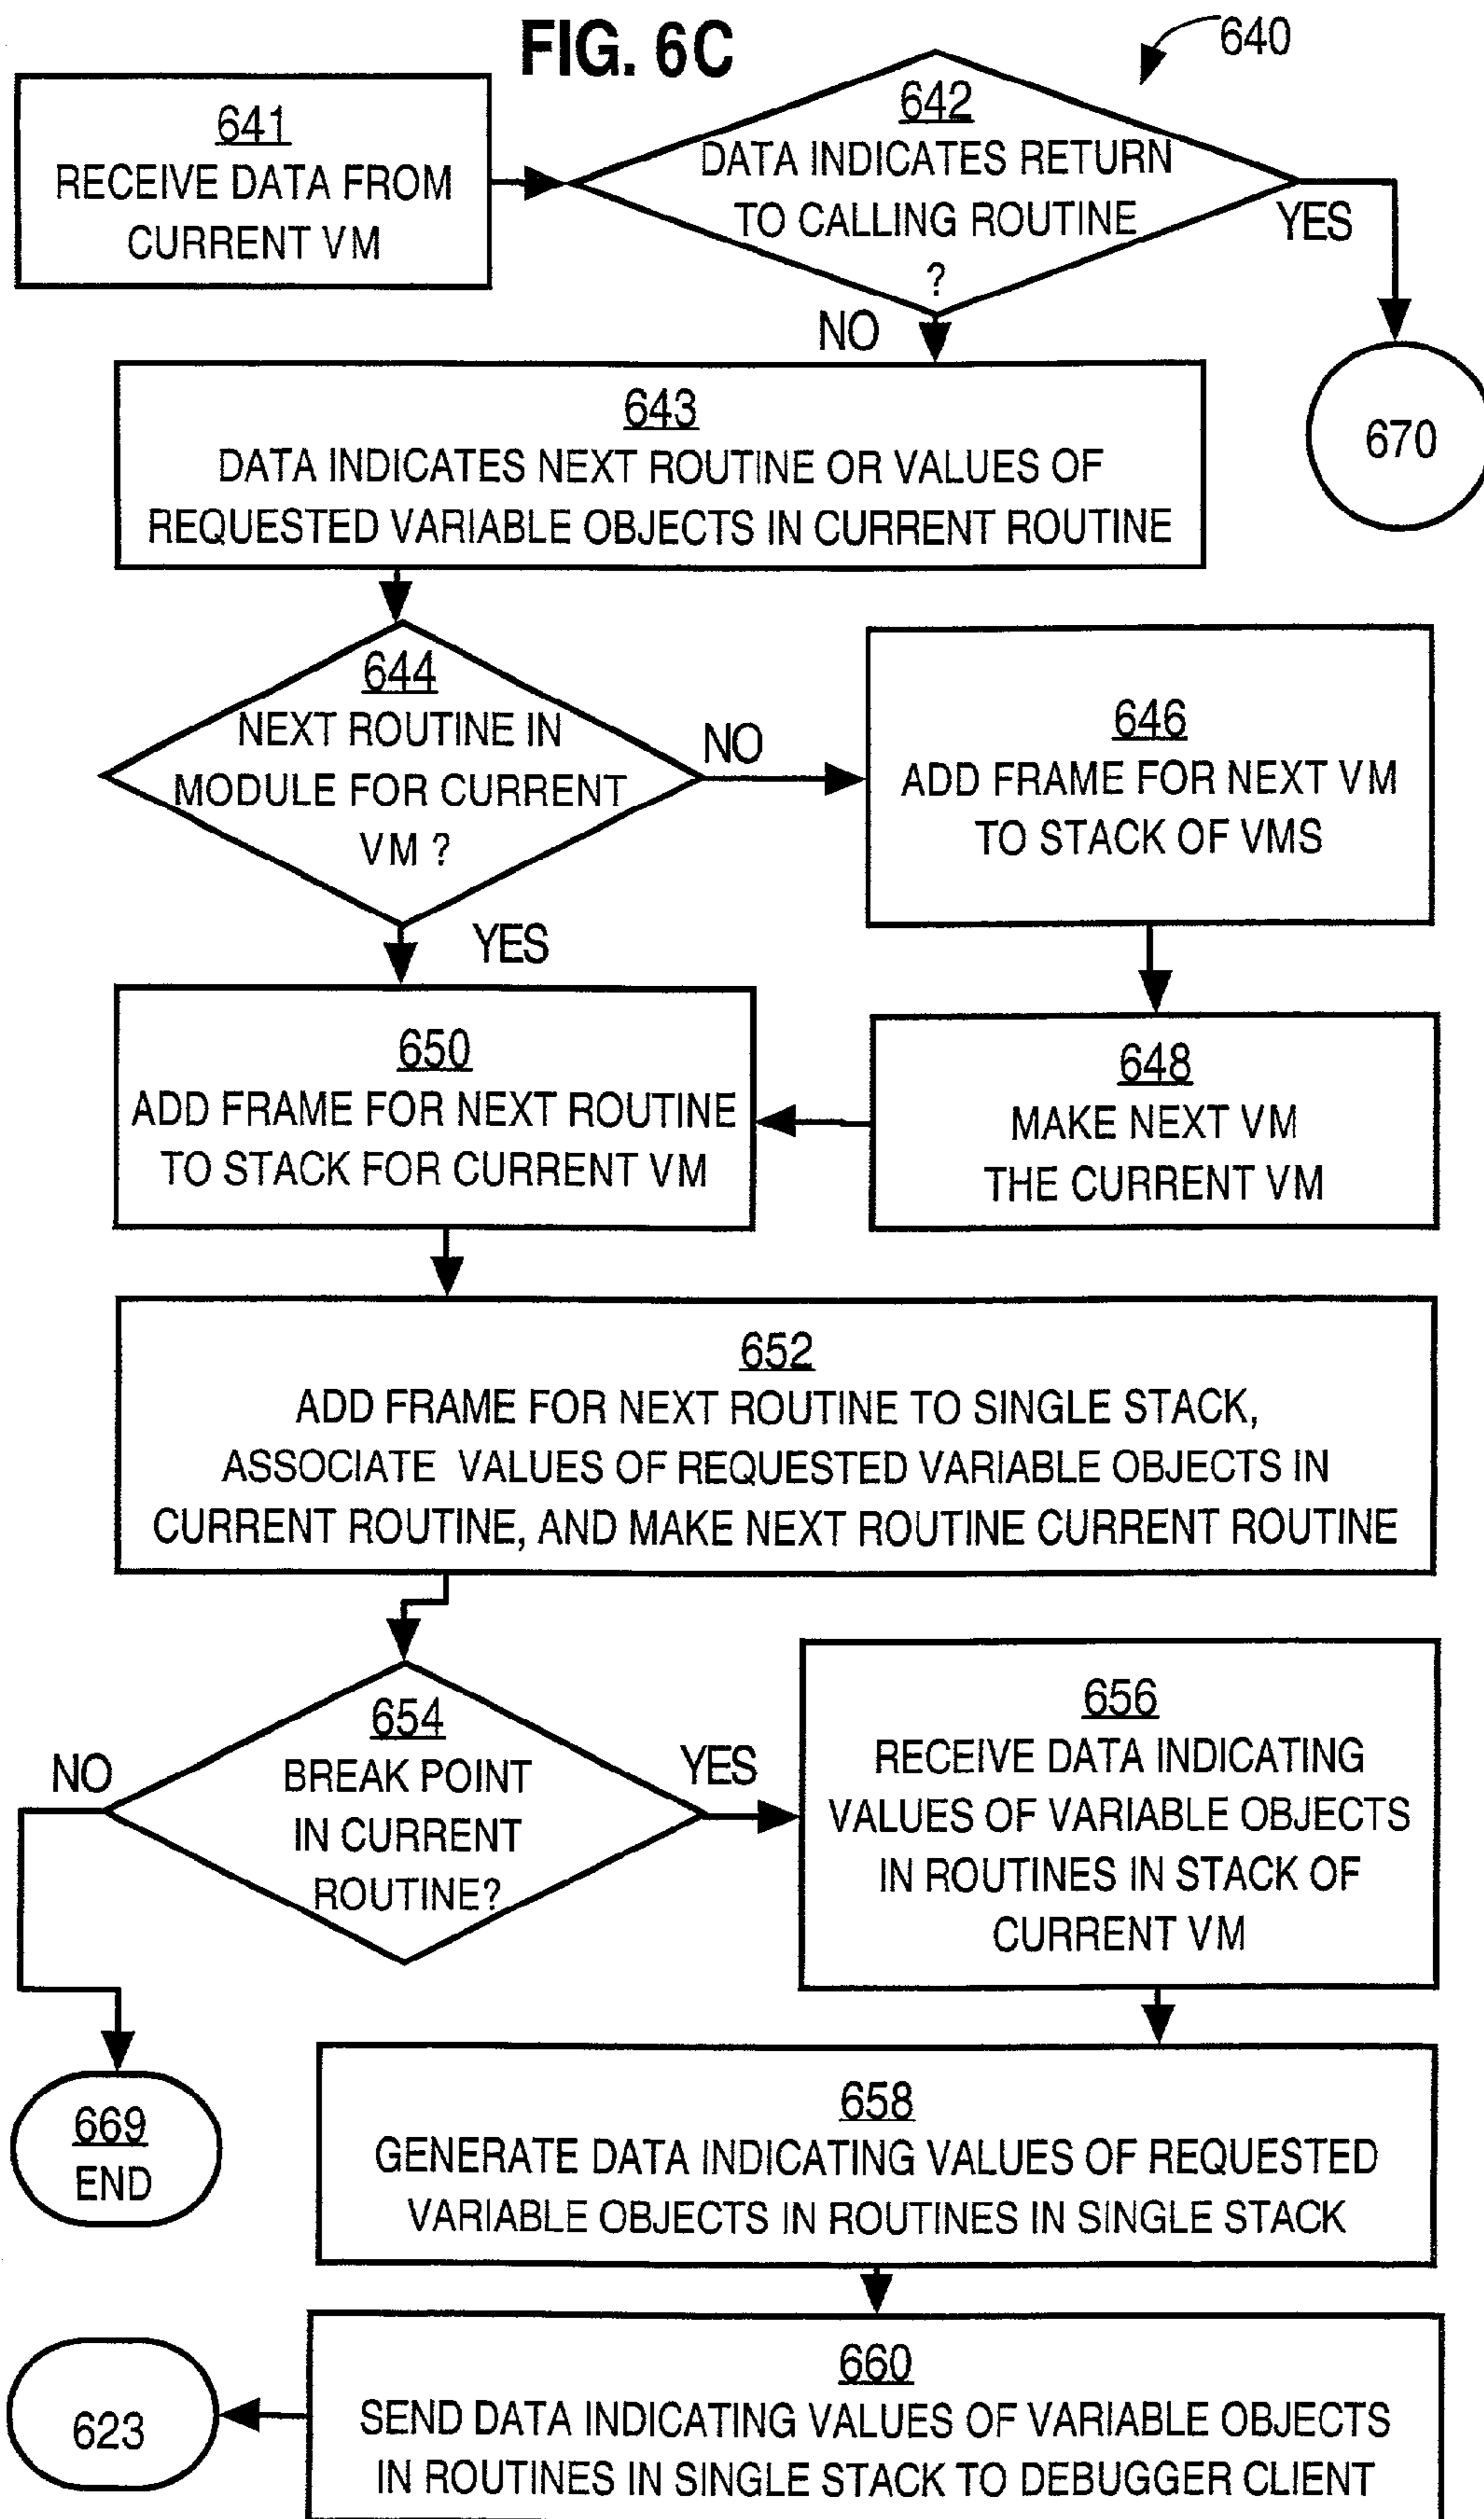 FIG. 6C
640
641
RECEIVE DATA FROM
CURRENT VM
642
DATA INDICATES RETURN
TO CALLING ROUTINE
?
YES
NO
670
643
DATA INDICATES NEXT ROUTINE OR VALUES OF
REQUESTED VARIABLE OBJECTS IN CURRENT ROUTINE
644
NEXT ROUTINE IN
MODULE FOR CURRENT
VM ?
NO
646
ADD FRAME FOR NEXT VM
TO STACK OF VMS
YES
650
ADD FRAME FOR NEXT ROUTINE
TO STACK FOR CURRENT VM
648
MAKE NEXT VM
THE CURRENT VM
652
ADD FRAME FOR NEXT ROUTINE TO SINGLE STACK,
ASSOCIATE VALUES OF REQUESTED VARIABLE OBJECTS IN
CURRENT ROUTINE, AND MAKE NEXT ROUTINE CURRENT ROUTINE
654
BREAK POINT
IN CURRENT
ROUTINE?
NO
YES
656
RECEIVE DATA INDICATING
VALUES OF VARIABLE OBJECTS
IN ROUTINES IN STACK OF
CURRENT VM
669
END
658
GENERATE DATA INDICATING VALUES OF REQUESTED
VARIABLE OBJECTS IN ROUTINES IN SINGLE STACK
660
SEND DATA INDICATING VALUES OF VARIABLE OBJECTS
IN ROUTINES IN SINGLE STACK TO DEBUGGER CLIENT
623